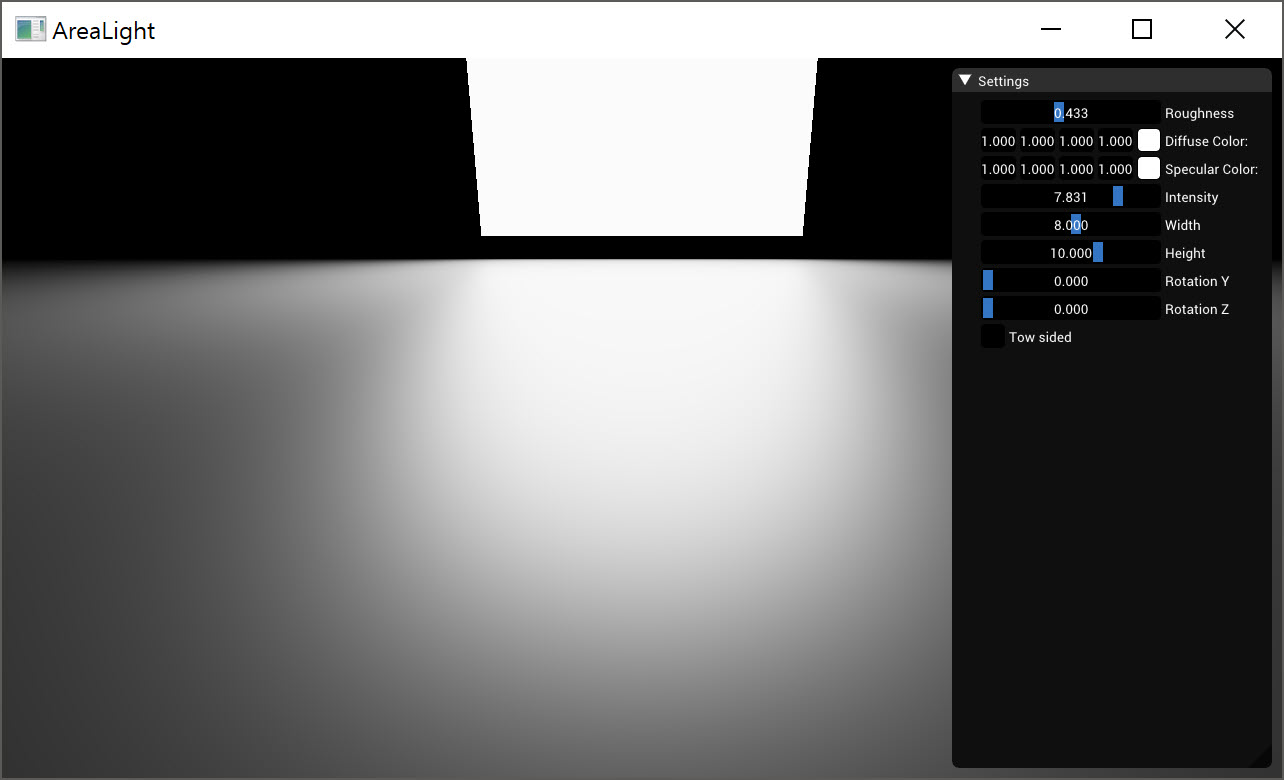 AreaLight
Settings
0.433 Roughness
1.000 1.000 1.000 1.000 Diffuse Color:
1.000 1.000 1.000 1.000 Specular Color:
7.831 Intensity
8.000 Width
10.000 Height
0.000 Rotation Y
0.000 Rotation Z
Tow sided